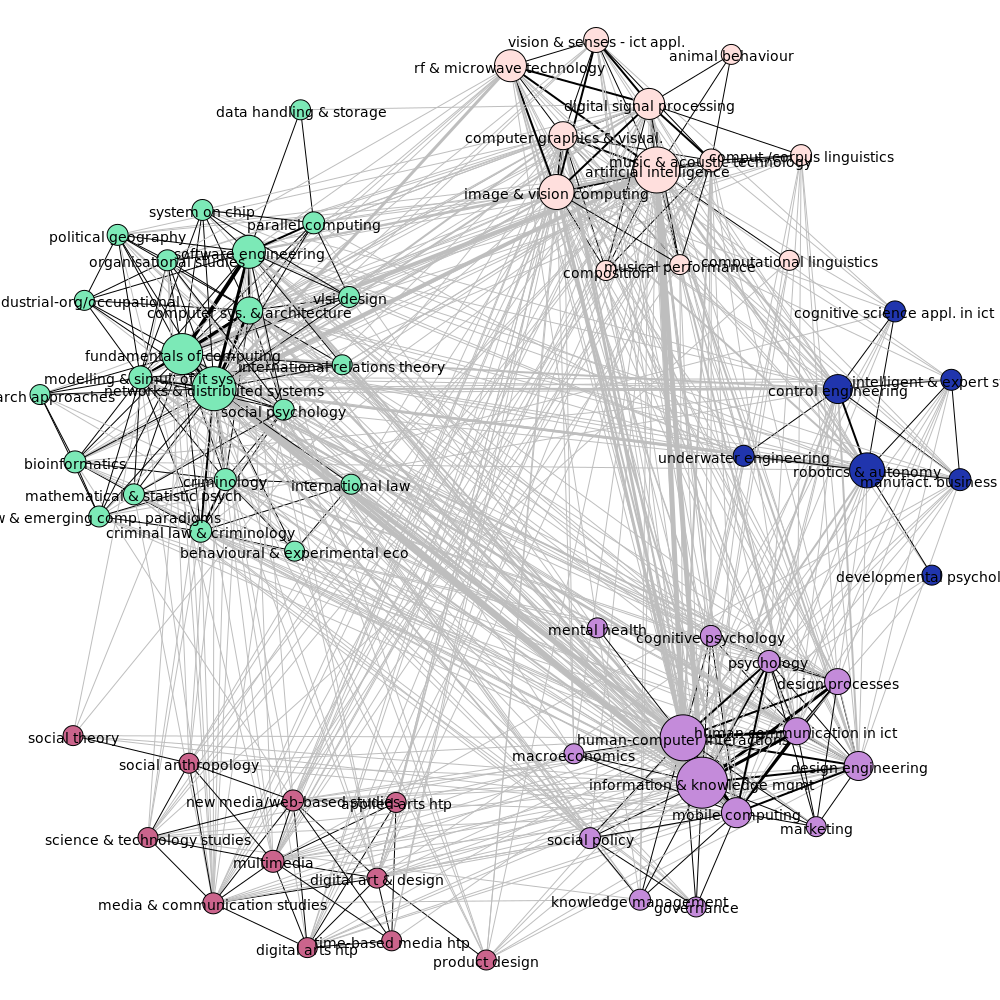 vision & senses - ict appl.
animal behaviour
rf & microwave technology
digital signal processing
data handling & storage
computer graphics & visual.
comput./corpus linguistics
music & acoustic technology
artificial intelligence
image & vision computing
system on chip
parallel computing
political geography
software engineering
organisational studies
computational linguistics
musical performance
composition
dustrial-org/occupational
vlsi design
computer sys. & architecture
cognitive science appl. in ict
fundamentals of computing
international relations theory
modelling & simut. of it sys.
intelligent & expert s
networks & distributed systems
control engineering
arch approaches
social psychology
underwater engineering
bioinformatics
robotics & autonomy
criminology
manufact. business
international law
mathematical & statistic psych
w & emerging comp. paradigms
criminal law & criminology
behavioural & experimental eco
developmental psychol
mental health
cognitive psychology
psychology
design processes
human communication in ict
social theory
human-computer interactions
macroeconomics
social anthropology
design engineering
information & knowledge mgmt
new media/web-based studies
applied arts htp
mobile computing
marketing
science & technology studies
social policy
multimedia
digital art & design
media & communication studies
knowledge management
governance
time-based media htp
digital arts htp
product design